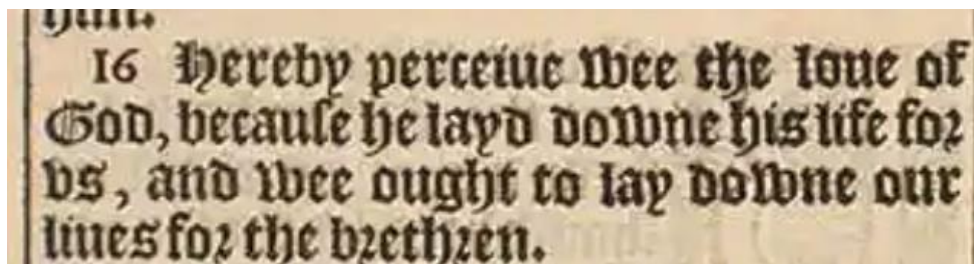 him.
16 Hereby perceiue wee the loue of
God, becauſe he layd downe his life foꝛ
vs, and wee ought to lay downe our
liues foꝛ the bꝛethꝛen.